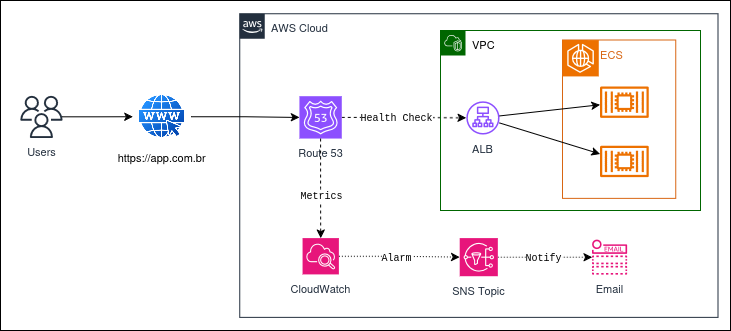 aws
AWS Cloud
VPC
ECS
WWW
53
Health Check
Users
https://app.com.br
Route 53
ALB
Metrics
EMAIL
Alarm
Notify
CloudWatch
SNS Topic
Email